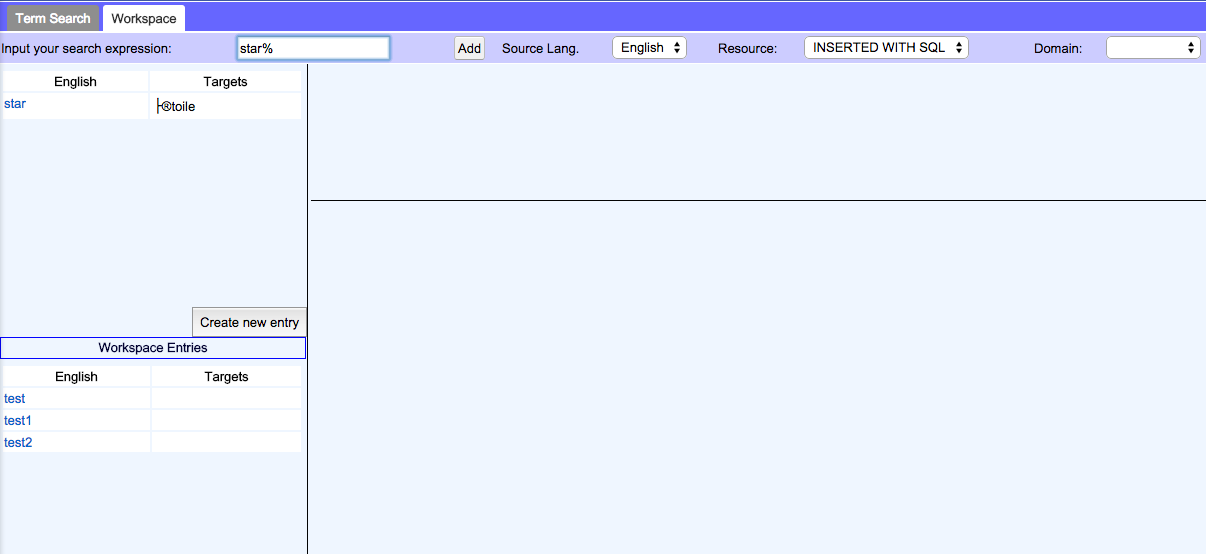 Term Search Workspace
Input your search expression: star% Add Source Lang. English Resource: INSERTED WITH SQL Domain:
English Targets
star ├®toile
Create new entry
Workspace Entries
English Targets
test
test1
test2